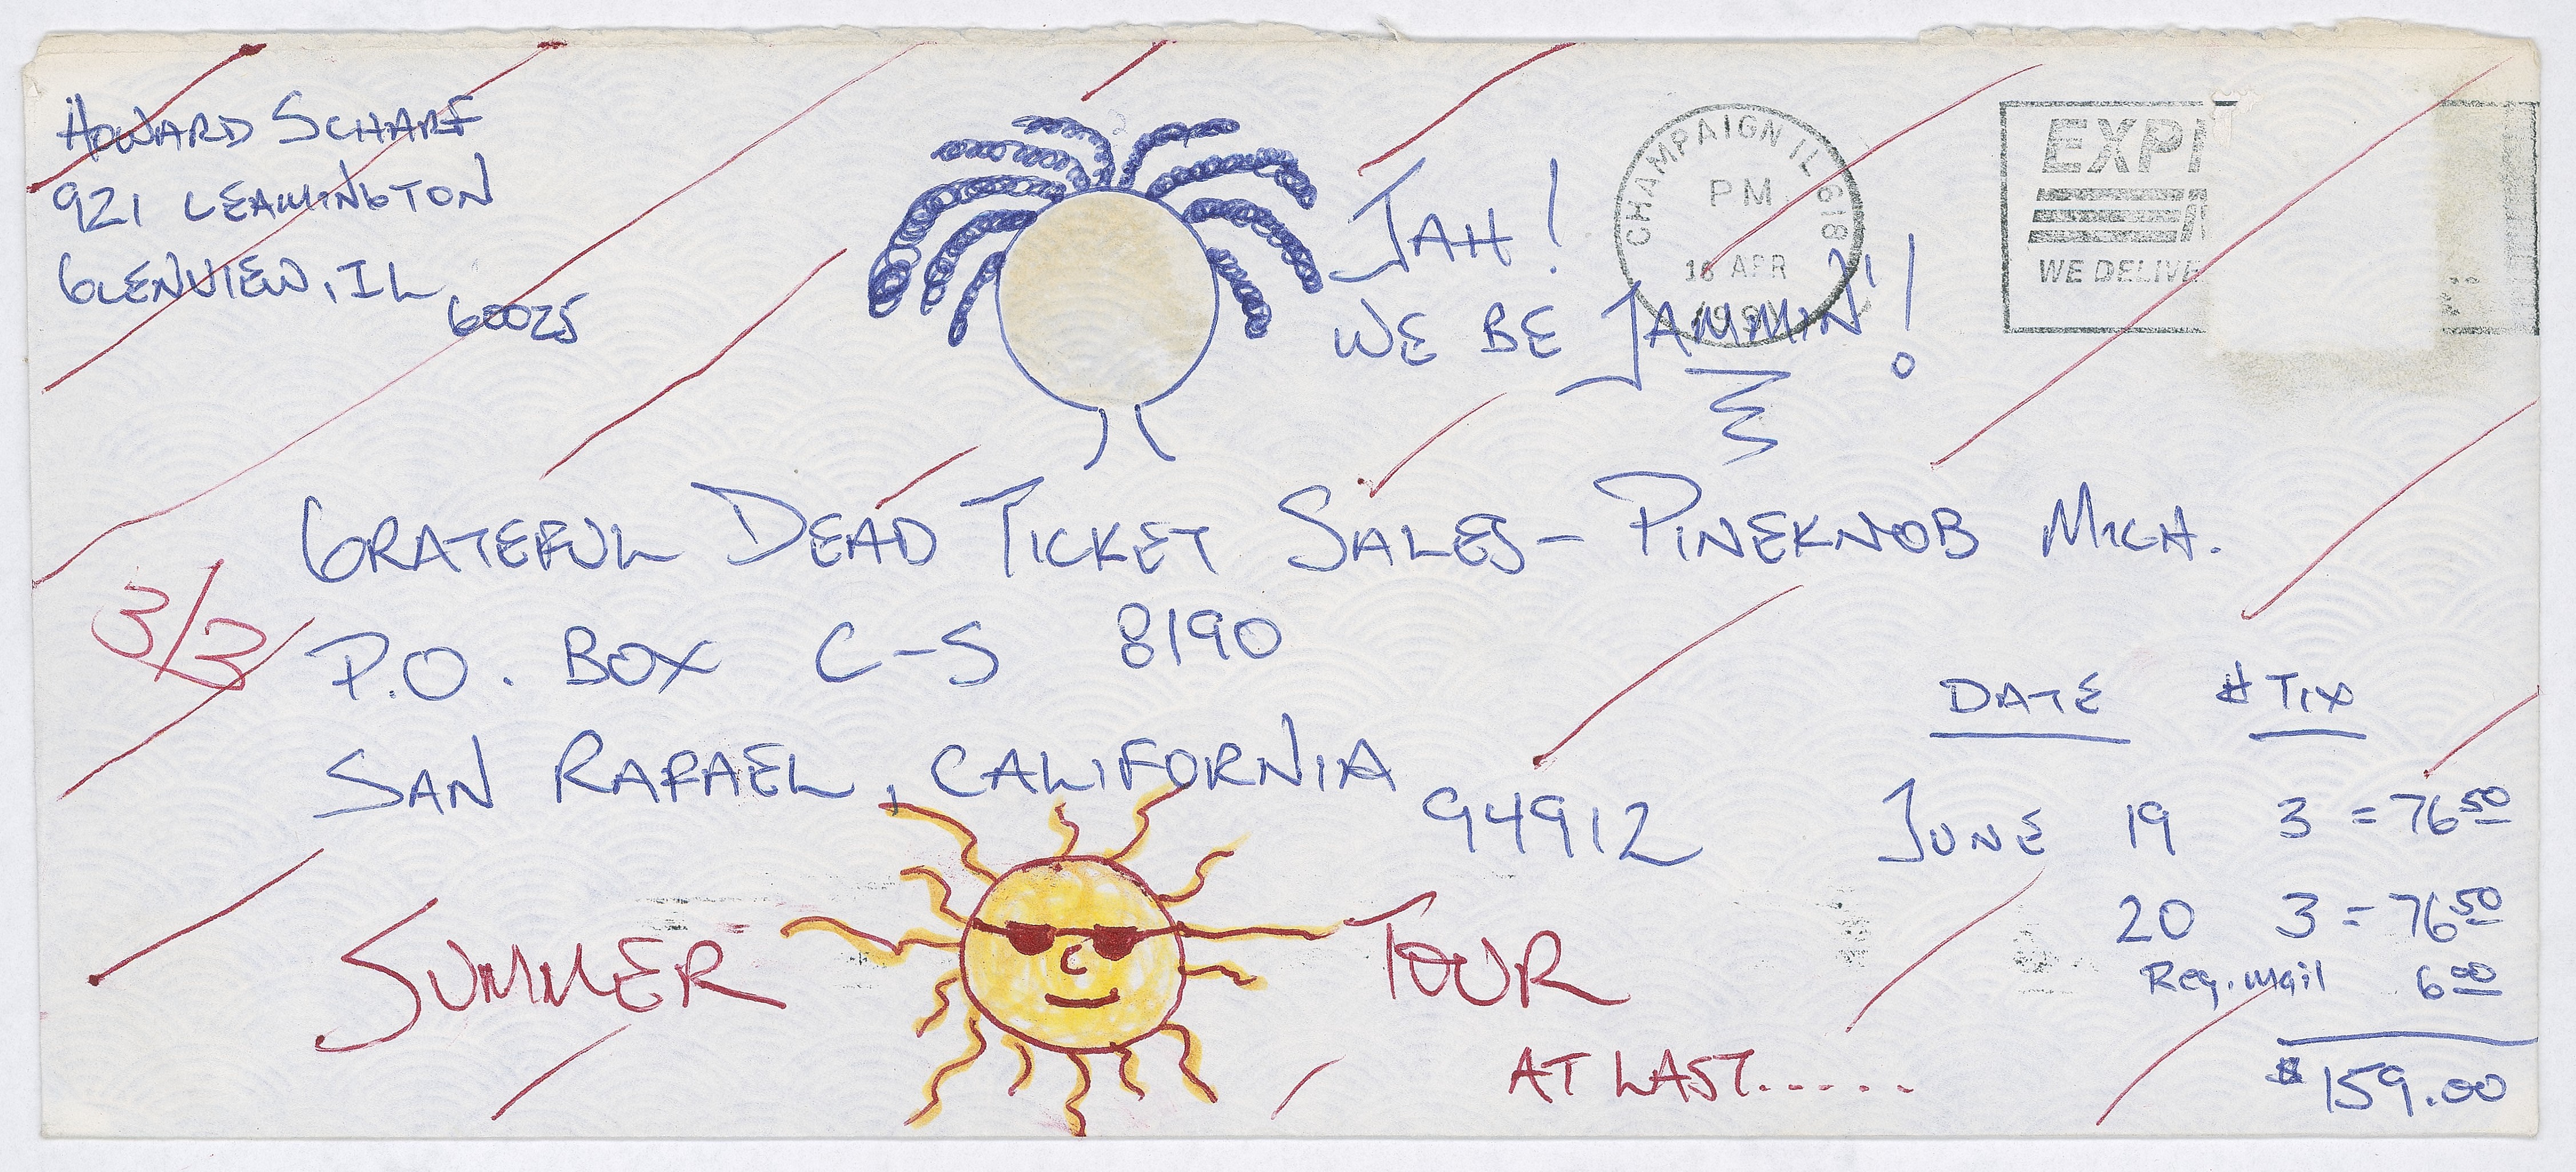 HOWARD SCHARF
921 LEAMINGTON
GLENVIEW, IL
60025
JAH!
WE BE JAMMIN'!
CHAMPAIGN IL 618
PM
16 APR
EXPR
WE DELIVE
GRATEFUL DEAD TICKET SALES - PINEKNOB MICH.
3/3
P.O. BOX C-S 8190
SAN RAFAEL, CALIFORNIA
94912
DATE # TIX
JUNE 19 3 = 76 50
20 3 = 76 50
Reg. mail 6 00
$159.00
SUMMER TOUR
AT LAST.....